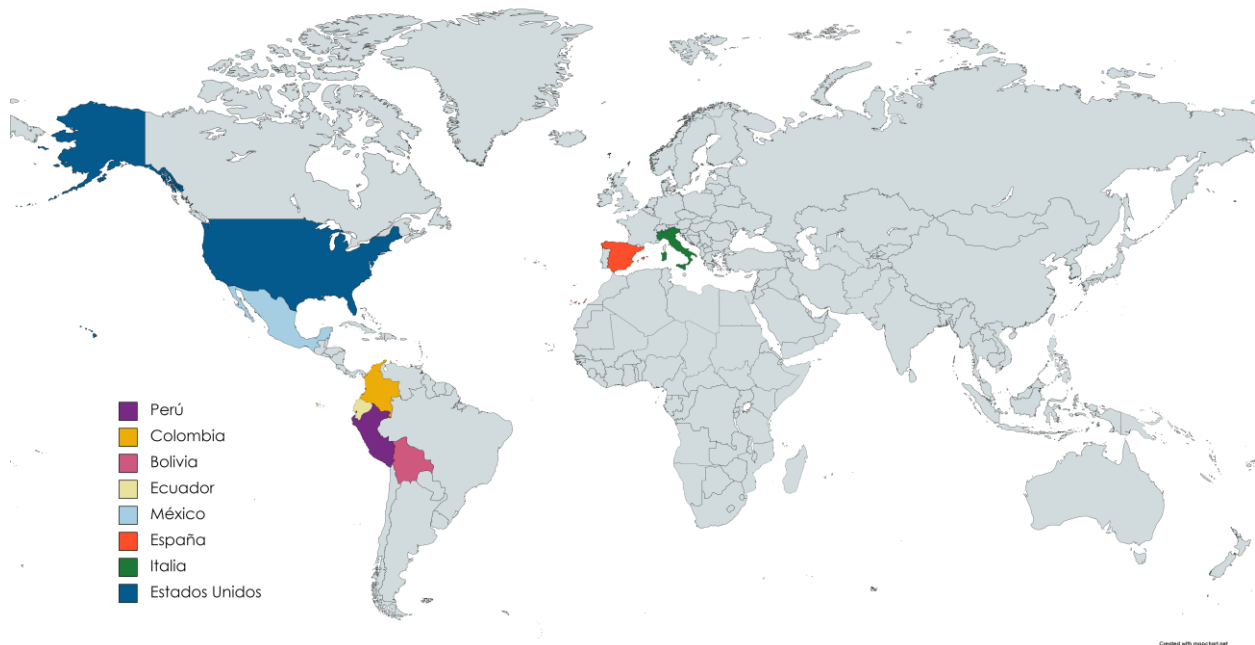 Perú
Colombia
Bolivia
Ecuador
México
España
Italia
Estados Unidos
Created with mapchart.net